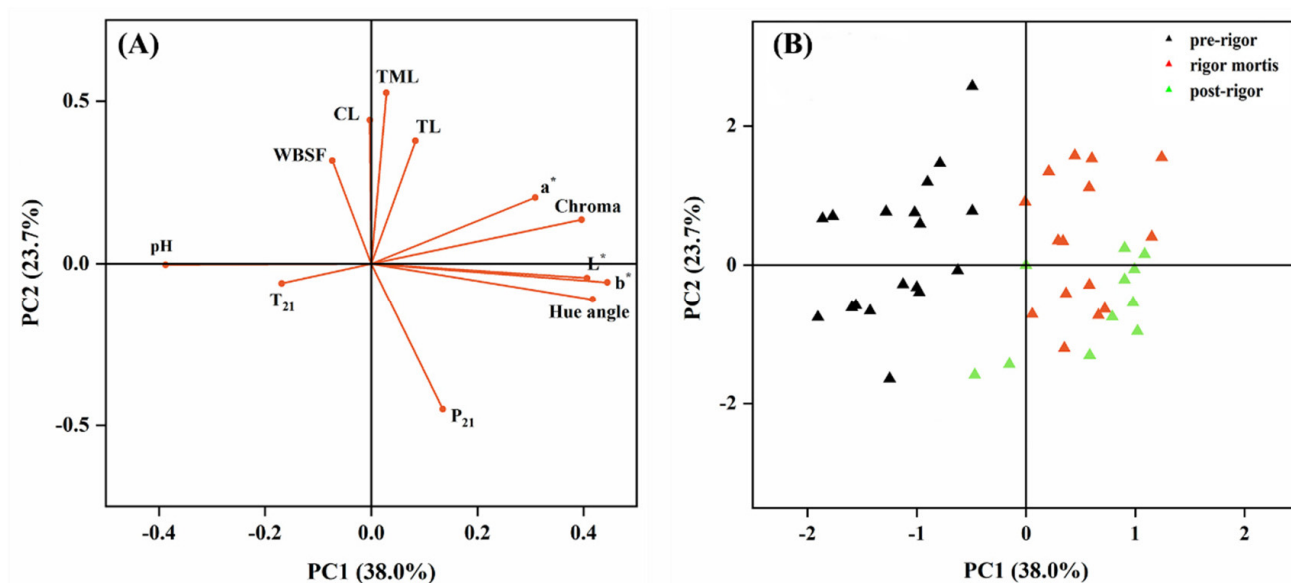 (A)
TML
CL
TL
WBSF
a*
Chroma
pH
T21
L*
b*
Hue angle
P21
0.5
0.0
-0.5
PC2 (23.7%)
-0.4
-0.2
0.0
0.2
0.4
PC1 (38.0%)
(B)
pre-rigor
rigor mortis
post-rigor
2
0
-2
PC2 (23.7%)
-2
-1
0
1
2
PC1 (38.0%)